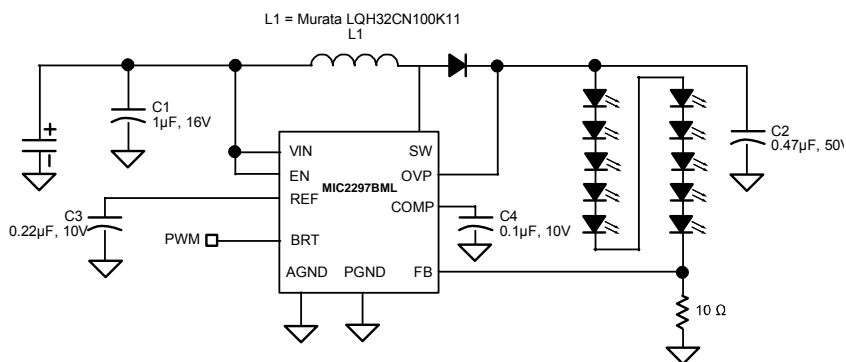 L1 = Murata LQH32CN100K11
L1
C1
1µF, 16V
+
-
VIN
SW
EN
OVP
MIC2297BML
REF
COMP
C2
0.47µF, 50V
C3
0.22µF, 10V
C4
0.1µF, 10V
PWM
BRT
AGND
PGND
FB
10 Ω